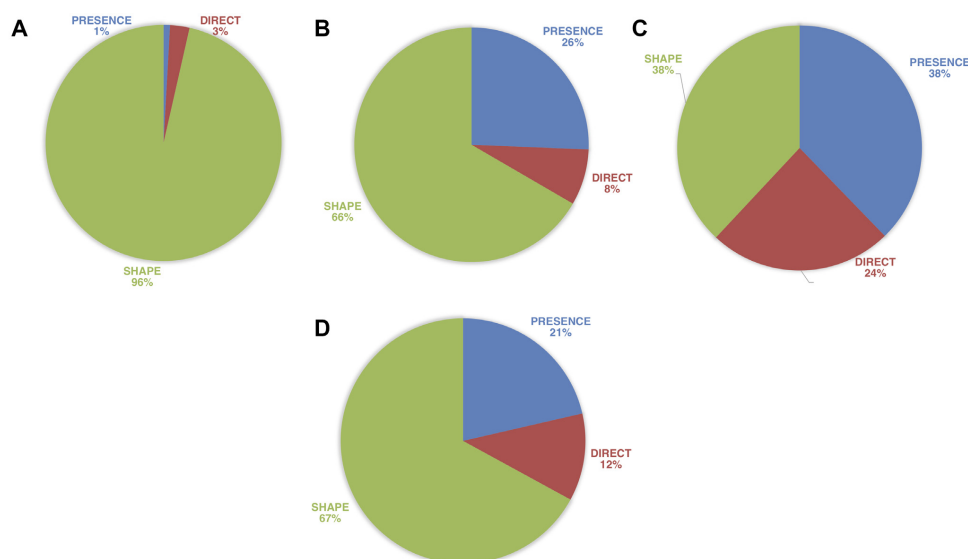 A
PRESENCE
1%
DIRECT
3%
SHAPE
96%
B
PRESENCE
26%
DIRECT
8%
SHAPE
66%
C
SHAPE
38%
PRESENCE
38%
DIRECT
24%
D
PRESENCE
21%
DIRECT
12%
SHAPE
67%